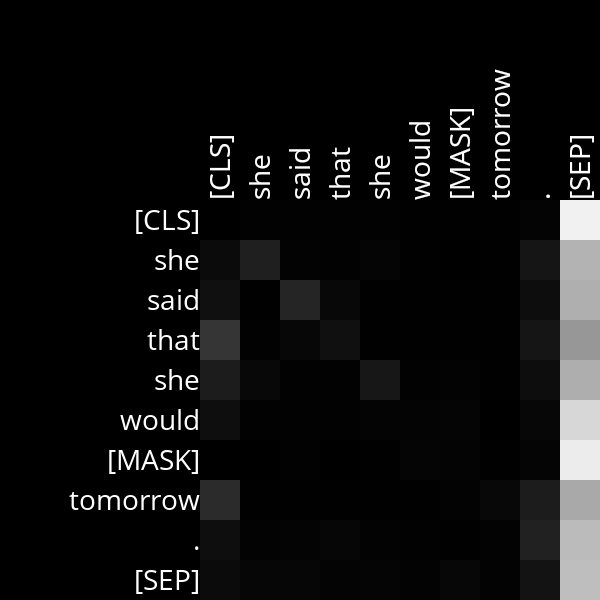 [CLS] she said that she would [MASK] tomorrow . [SEP]
[CLS]
she
said
that
she
would
[MASK]
tomorrow
.
[SEP]